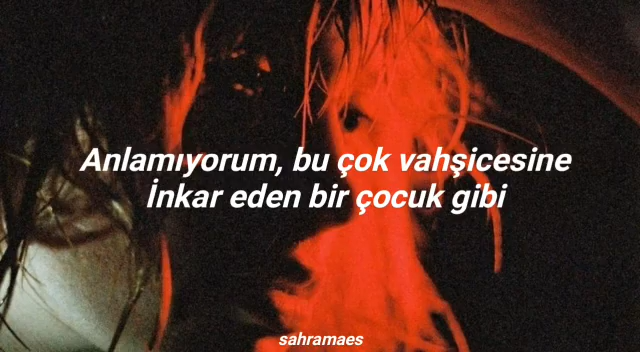 Anlamıyorum, bu çok vahşicesine
İnkar eden bir çocuk gibi
sahramaes